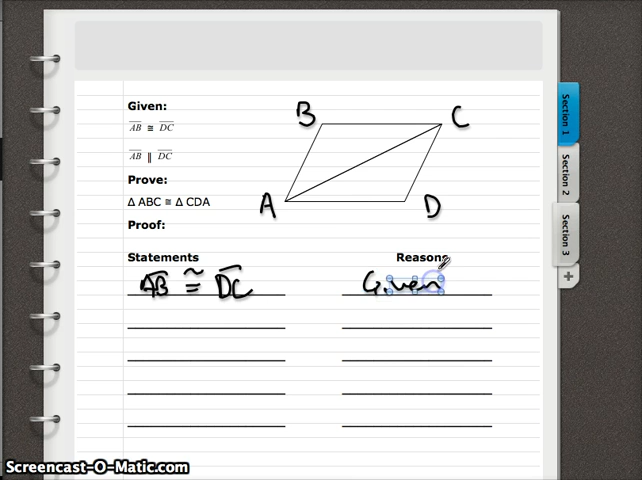 Given:
AB ≅ DC
AB ∥ DC
Prove:
Δ ABC ≅ Δ CDA
Proof:
B C
A D
Statements Reasons
AB ≅ DC Given
Section 1
Section 2
Section 3
+
Screencast-O-Matic.com